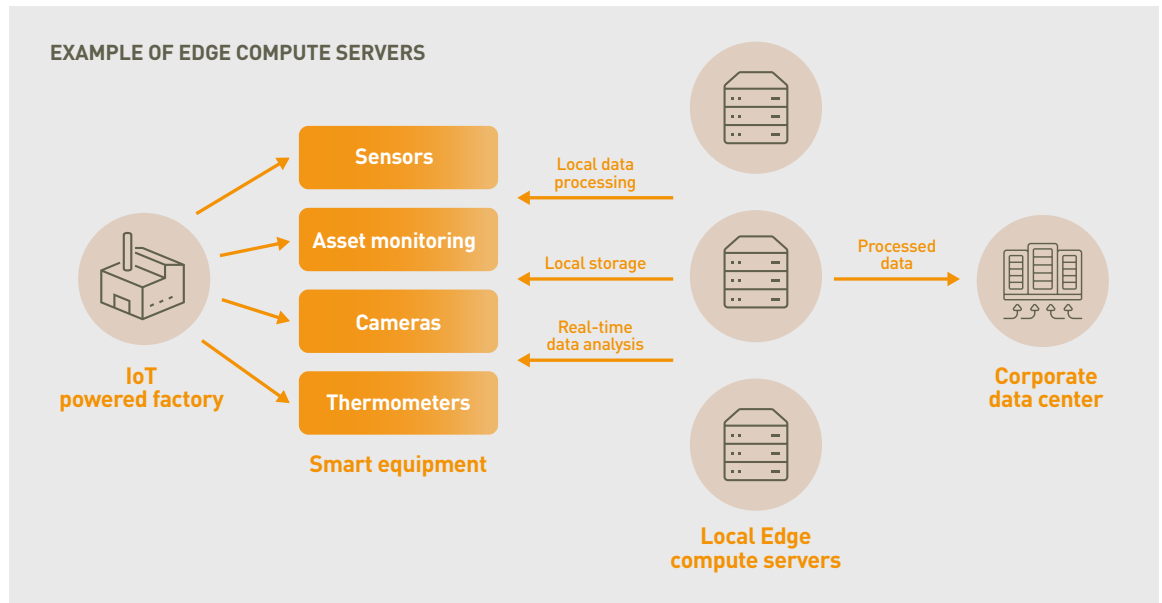 EXAMPLE OF EDGE COMPUTE SERVERS
IoT
powered factory
Sensors
Asset monitoring
Cameras
Thermometers
Smart equipment
Local data
processing
Local storage
Real-time
data analysis
Local Edge
compute servers
Processed
data
Corporate
data center